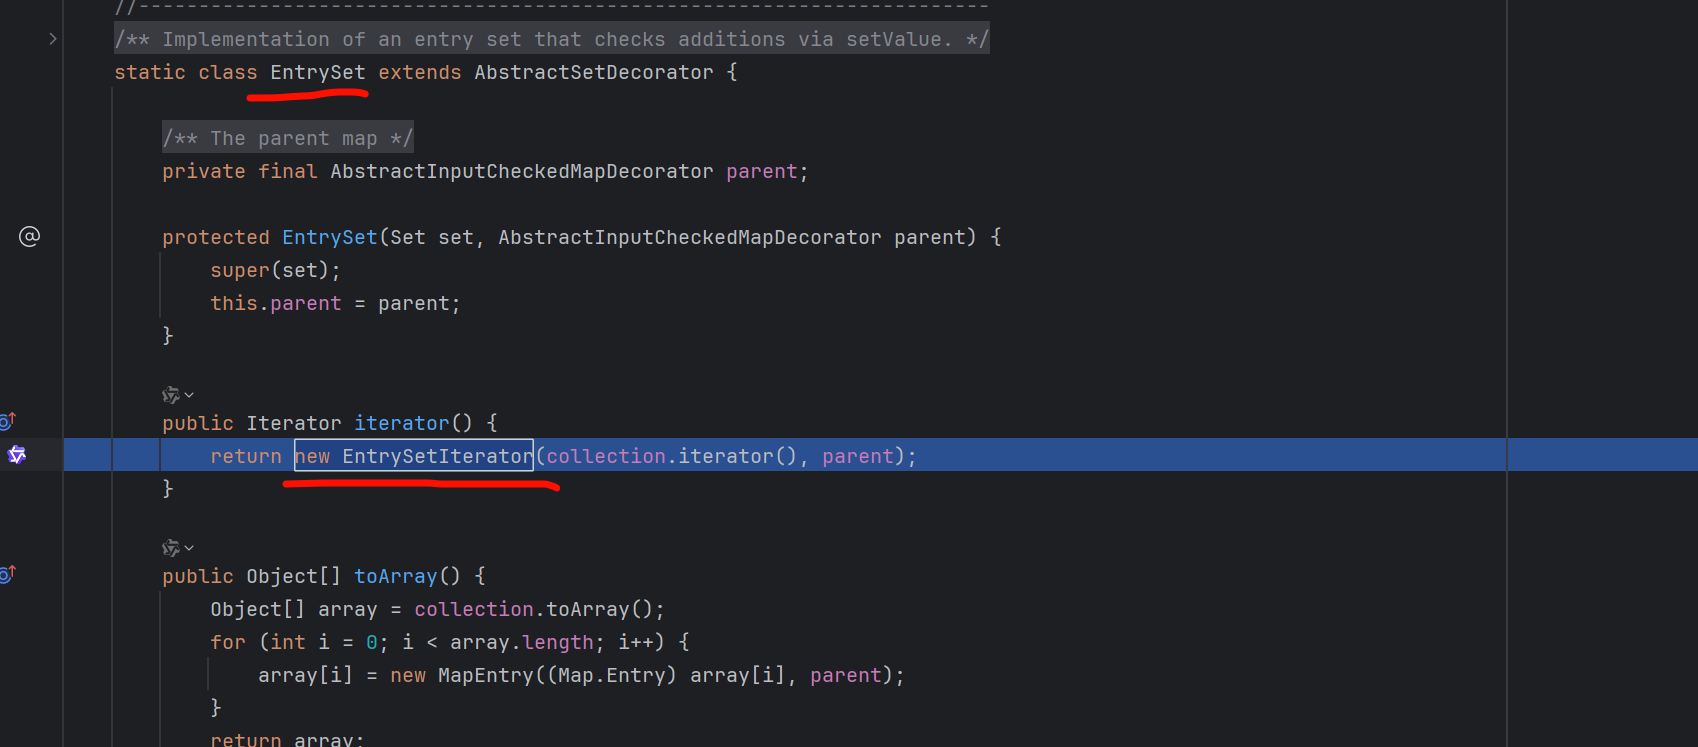 //-----------------------------------------------------------------------
/** Implementation of an entry set that checks additions via setValue. */
static class EntrySet extends AbstractSetDecorator {
/** The parent map */
private final AbstractInputCheckedMapDecorator parent;
@
protected EntrySet(Set set, AbstractInputCheckedMapDecorator parent) {
super(set);
this.parent = parent;
}
public Iterator iterator() {
return new EntrySetIterator(collection.iterator(), parent);
}
public Object[] toArray() {
Object[] array = collection.toArray();
for (int i = 0; i < array.length; i++) {
array[i] = new MapEntry((Map.Entry) array[i], parent);
}
return array;